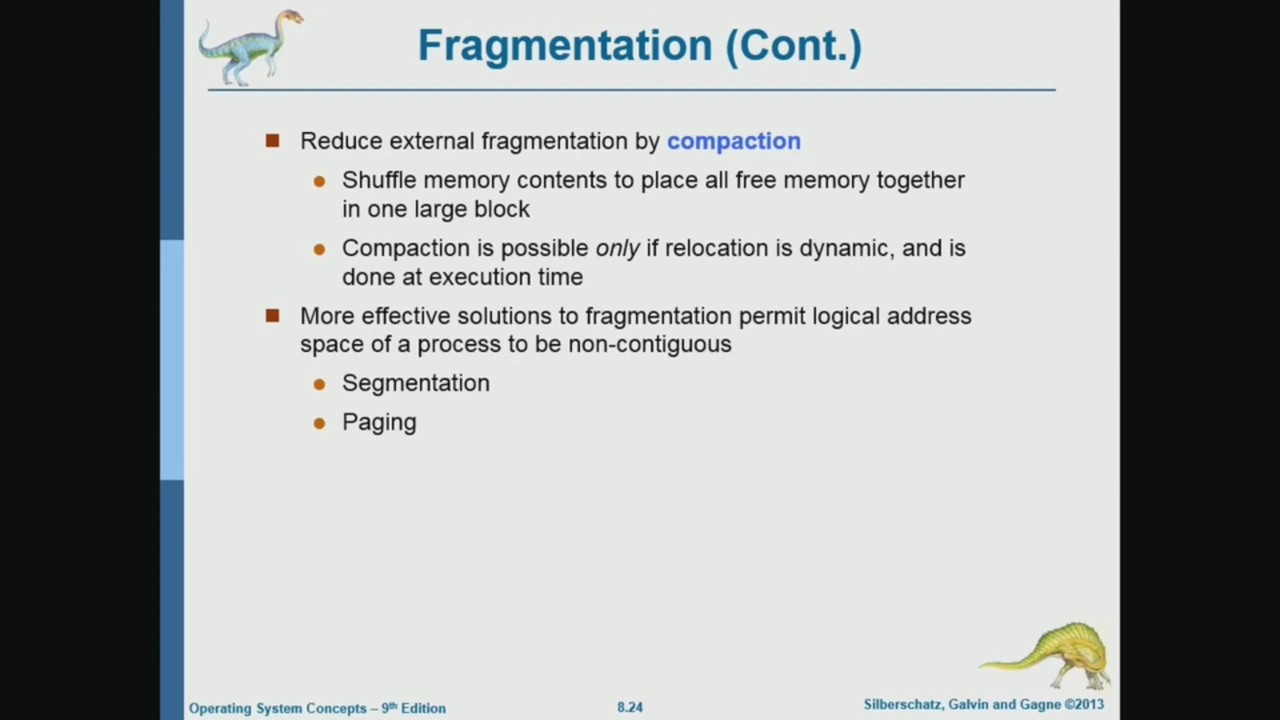 Fragmentation (Cont.)
Reduce external fragmentation by compaction
Shuffle memory contents to place all free memory together
in one large block
Compaction is possible only if relocation is dynamic, and is
done at execution time
More effective solutions to fragmentation permit logical address
space of a process to be non-contiguous
Segmentation
Paging
Operating System Concepts – 9th Edition
8.24
Silberschatz, Galvin and Gagne ©2013